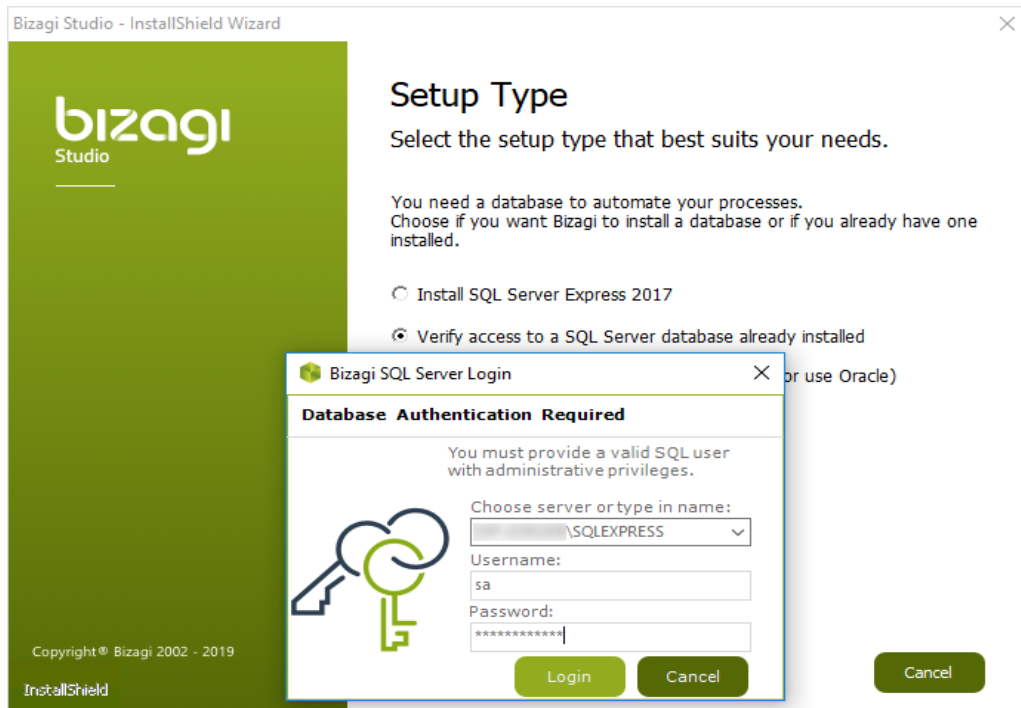 Bizagi Studio - InstallShield Wizard
bizagi
Studio
Setup Type
Select the setup type that best suits your needs.
You need a database to automate your processes.
Choose if you want Bizagi to install a database or if you already have one
installed.
Install SQL Server Express 2017
Verify access to a SQL Server database already installed
or use Oracle)
Bizagi SQL Server Login
Database Authentication Required
You must provide a valid SQL user
with administrative privileges.
Choose server or type in name:
\SQLEXPRESS
Username:
sa
Password:
************
Login
Cancel
Copyright® Bizagi 2002 - 2019
InstallShield
Cancel